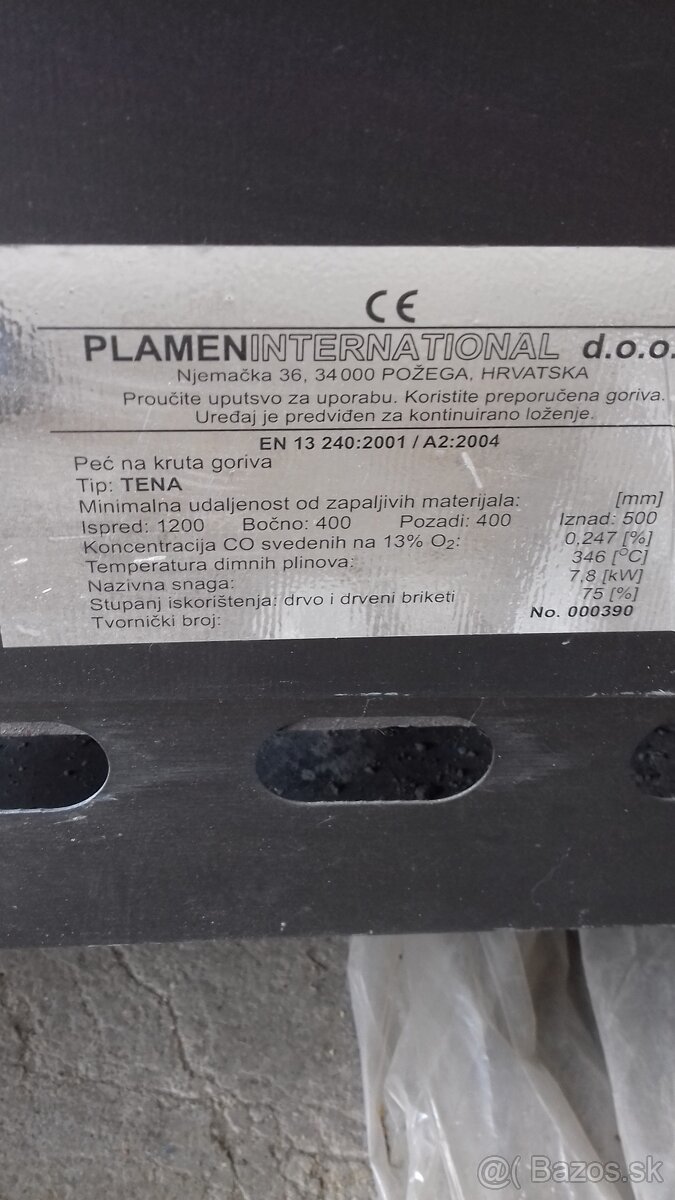 CE
PLAMENINTERNATIONAL d.o.o.
Njemačka 36, 34000 POŽEGA, HRVATSKA
Proučite uputsvo za uporabu. Koristite preporučena goriva.
Uređaj je predviđen za kontinuirano loženje.
EN 13 240:2001 / A2:2004
Peć na kruta goriva
Tip: TENA
Minimalna udaljenost od zapaljivih materijala: [mm]
Ispred: 1200 Bočno: 400 Pozadi: 400 Iznad: 500
Koncentracija CO svedenih na 13% O2: 0,247 [%]
Temperatura dimnih plinova: 346 [°C]
Nazivna snaga: 7,8 [kW]
Stupanj iskorištenja: drvo i drveni briketi 75 [%]
Tvornički broj: No. 000390
@( Bazos.sk